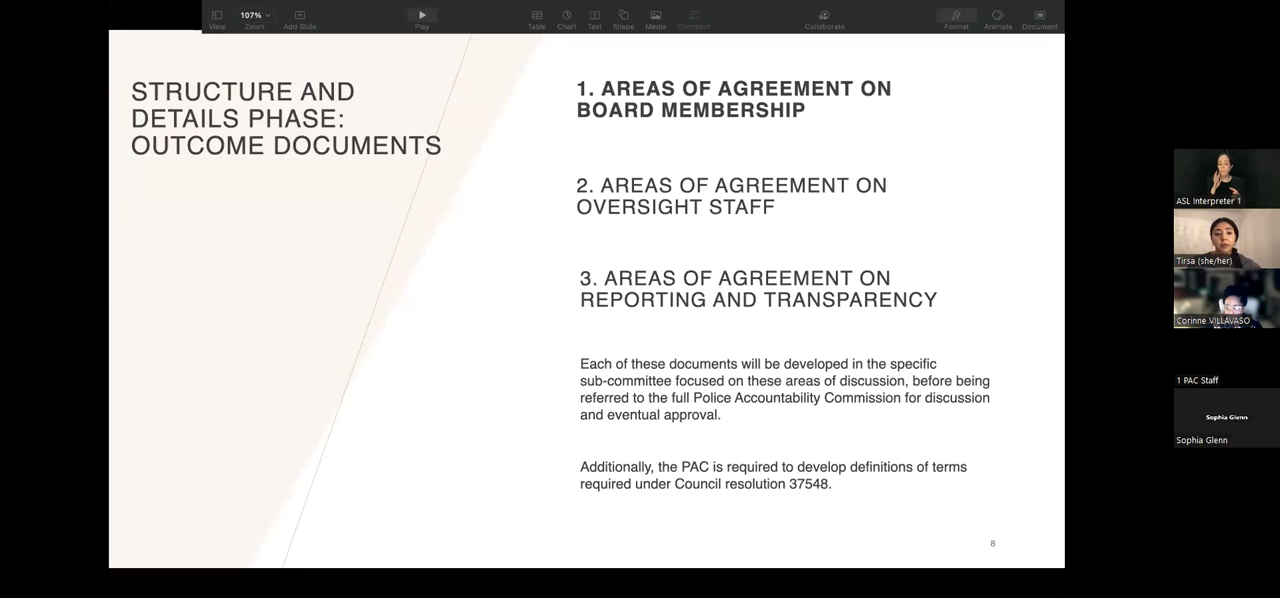 107%
View
Zoom
Add Slide
Play
Table
Chart
Text
Shape
Media
Comment
Collaborate
Format
Animate
Document
STRUCTURE AND
DETAILS PHASE:
OUTCOME DOCUMENTS
1. AREAS OF AGREEMENT ON
BOARD MEMBERSHIP
2. AREAS OF AGREEMENT ON
OVERSIGHT STAFF
3. AREAS OF AGREEMENT ON
REPORTING AND TRANSPARENCY
Each of these documents will be developed in the specific
sub-committee focused on these areas of discussion, before being
referred to the full Police Accountability Commission for discussion
and eventual approval.
Additionally, the PAC is required to develop definitions of terms
required under Council resolution 37548.
8
ASL Interpreter 1
Tirsa (she/her)
Corinne VILLAVASO
1 PAC Staff
Sophia Glenn
Sophia Glenn